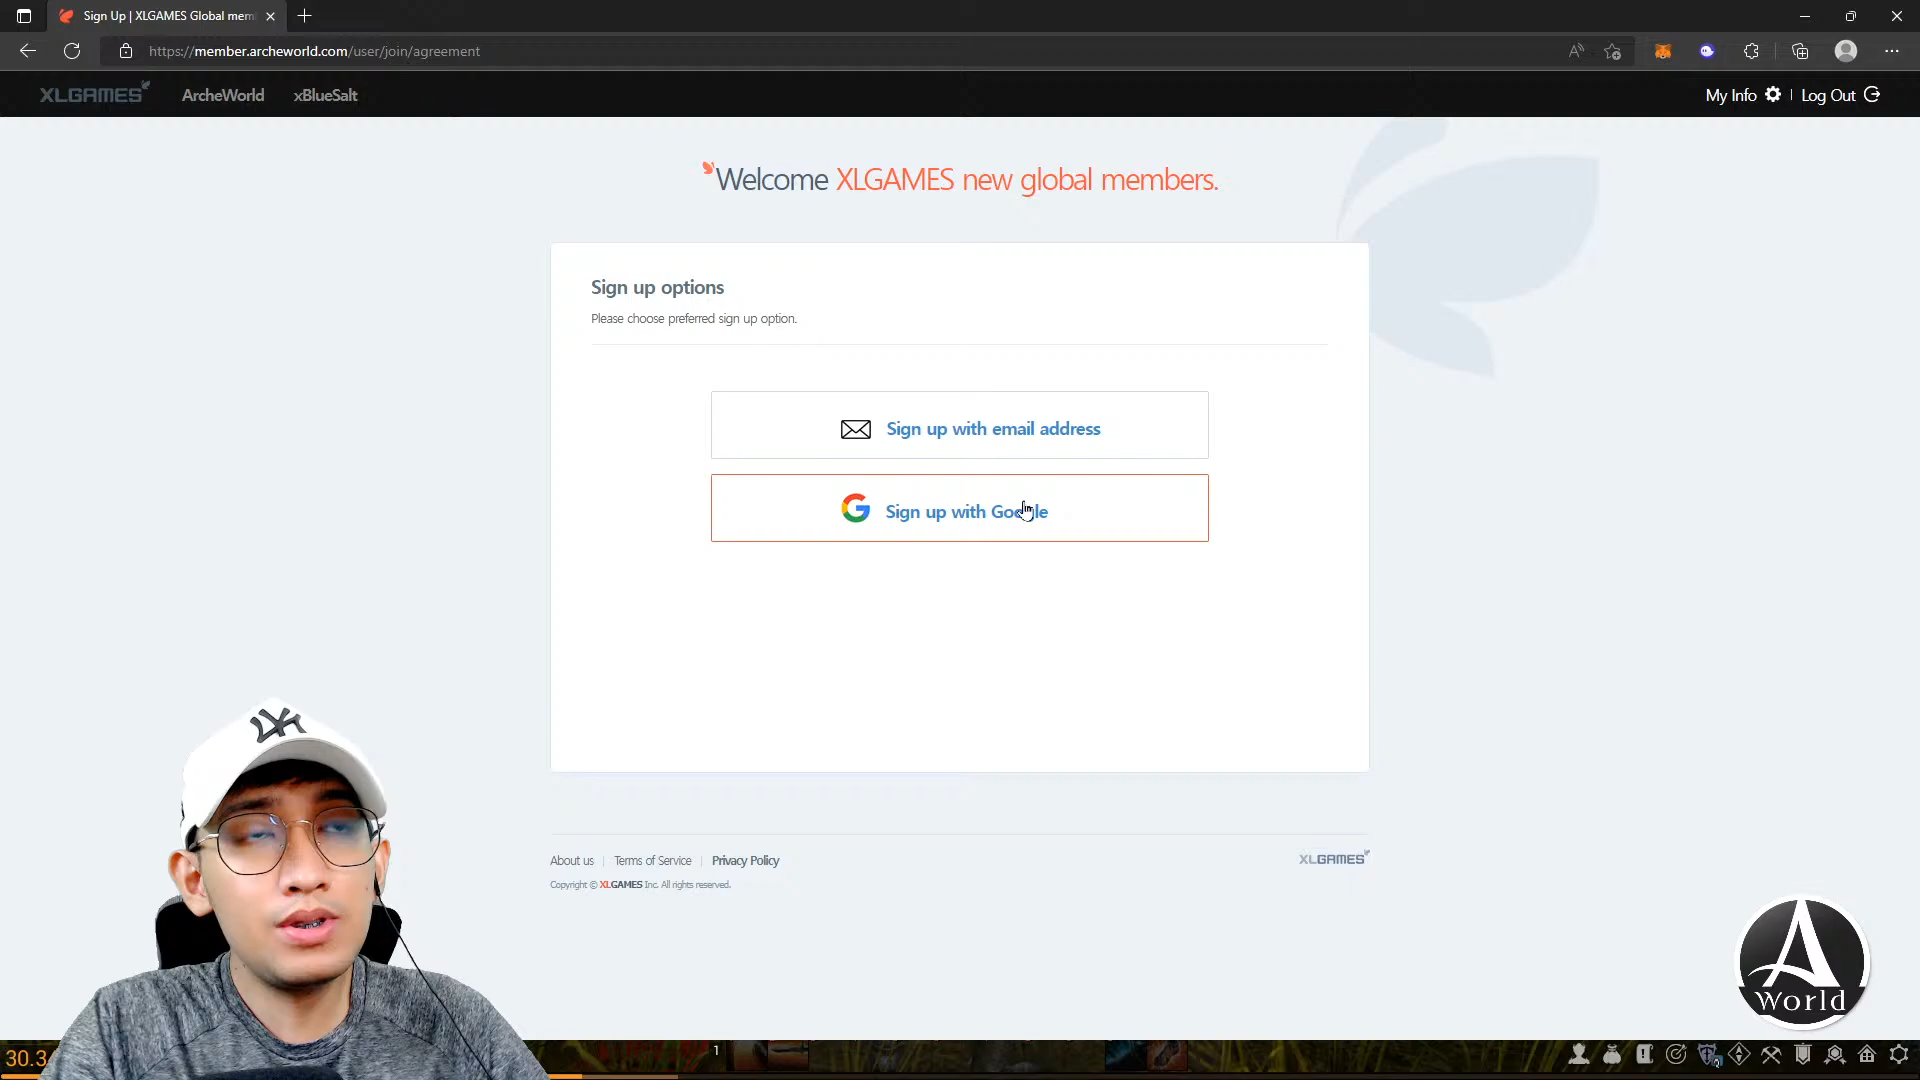 Sign Up | XLGAMES Global mem
https://member.archeworld.com/user/join/agreement
XLGAMES ArcheWorld xBlueSalt My Info | Log Out
Welcome XLGAMES new global members.
Sign up options
Please choose preferred sign up option.
Sign up with email address
Sign up with Google
About us | Terms of Service | Privacy Policy
XLGAMES
Copyright © XLGAMES Inc. All rights reserved.
A World
30.3
1